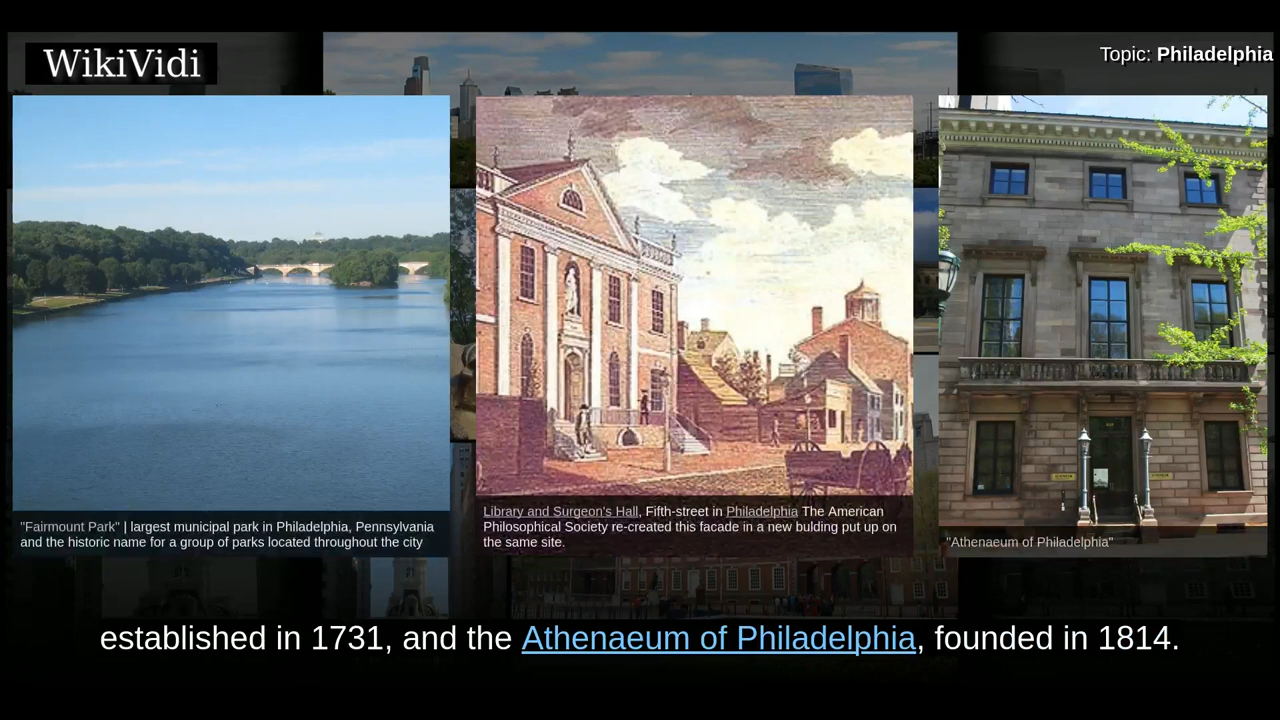 WikiVidi
Topic: Philadelphia
"Fairmount Park" | largest municipal park in Philadelphia, Pennsylvania
and the historic name for a group of parks located throughout the city
Library and Surgeon's Hall, Fifth-street in Philadelphia The American
Philosophical Society re-created this facade in a new bulding put up on
the same site.
"Athenaeum of Philadelphia"
established in 1731, and the Athenaeum of Philadelphia, founded in 1814.